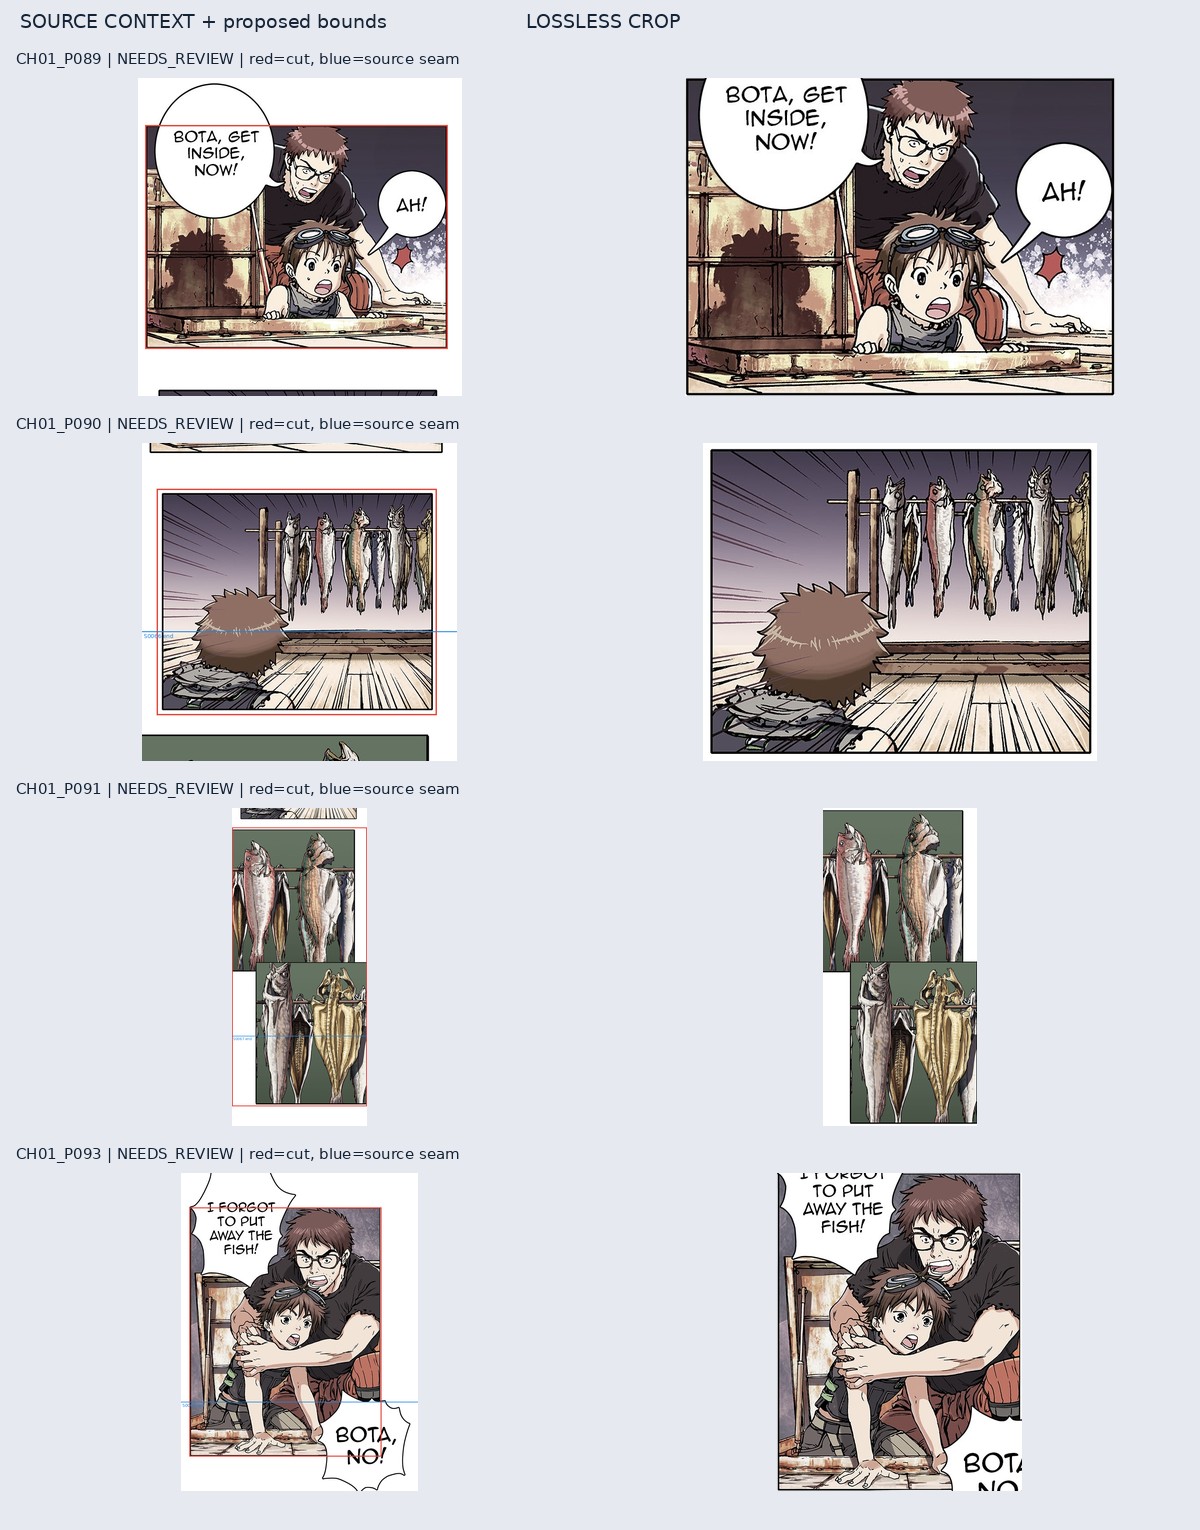 SOURCE CONTEXT + proposed bounds
LOSSLESS CROP
CH01_P089 | NEEDS_REVIEW | red=cut, blue=source seam
BOTA, GET
INSIDE,
NOW!
AH!
BOTA, GET
INSIDE,
NOW!
AH!
CH01_P090 | NEEDS_REVIEW | red=cut, blue=source seam
CH01_P091 | NEEDS_REVIEW | red=cut, blue=source seam
CH01_P093 | NEEDS_REVIEW | red=cut, blue=source seam
I FORGOT
TO PUT
AWAY THE
FISH!
BOTA,
NO!
I FORGOT
TO PUT
AWAY THE
FISH!
BOTA
NO